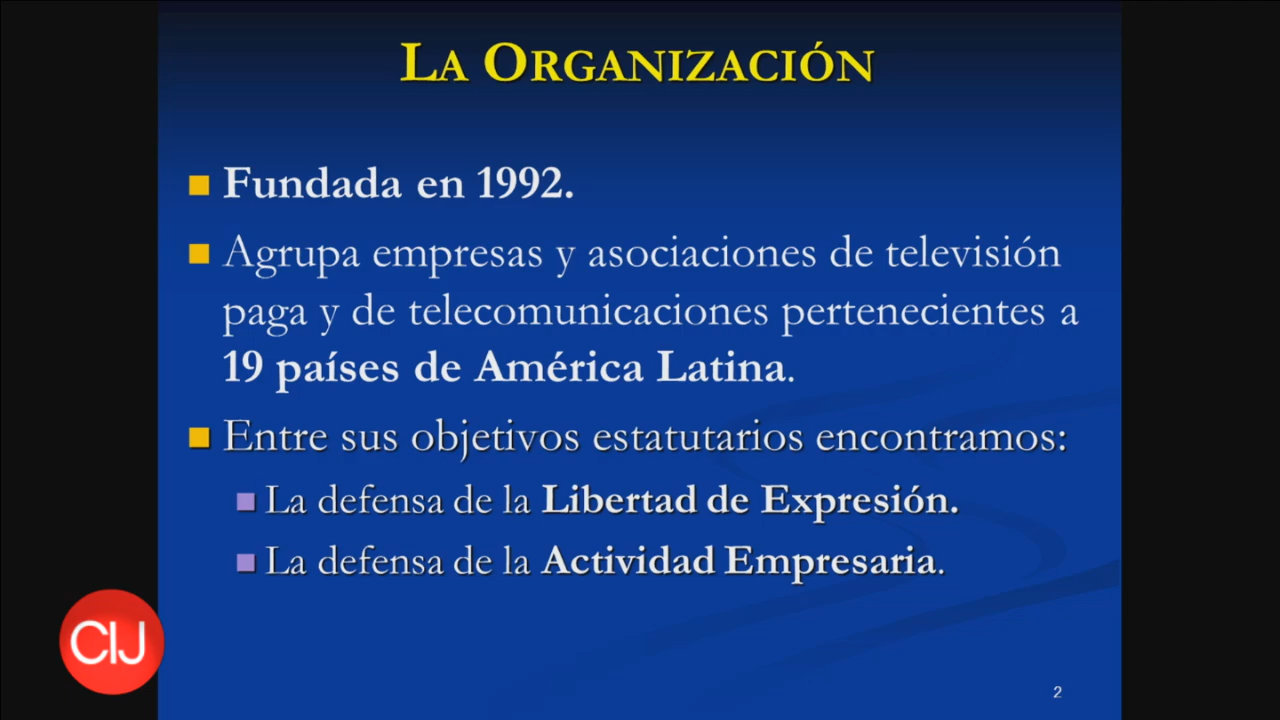 LA ORGANIZACIÓN
Fundada en 1992.
Agrupa empresas y asociaciones de televisión
paga y de telecomunicaciones pertenecientes a
19 países de América Latina.
Entre sus objetivos estatutarios encontramos:
La defensa de la Libertad de Expresión.
La defensa de la Actividad Empresaria.
CIJ
2